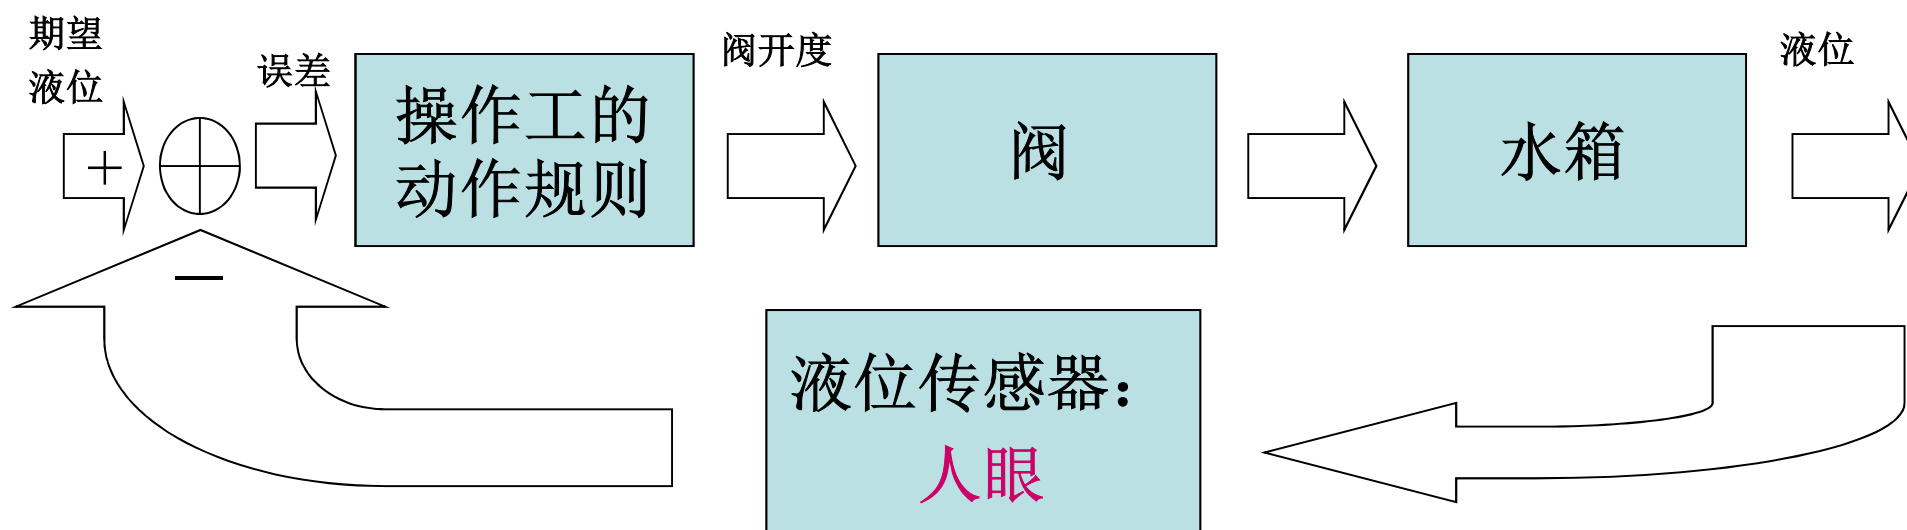 期望
液位
+
误差
操作工的
动作规则
阀开度
阀
水箱
液位
—
液位传感器：
人眼